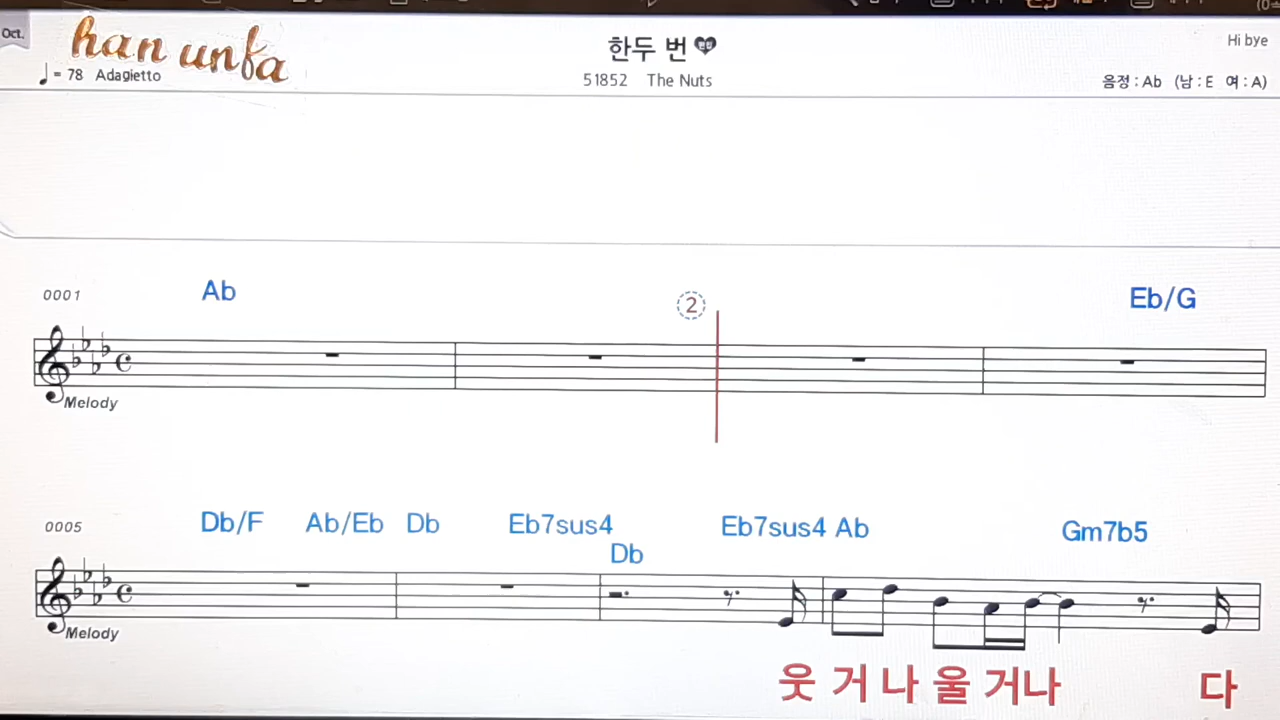 Oct.
han unfa
한두 번
Hi bye
= 78 Adagietto
51852 The Nuts
음정 : Ab (남 : E 여 : A)
0001
Ab
②
Eb/G
Melody
0005
Db/F Ab/Eb Db Eb7sus4 Eb7sus4 Ab Gm7b5
Db
Melody
웃 거 나 울 거나 다